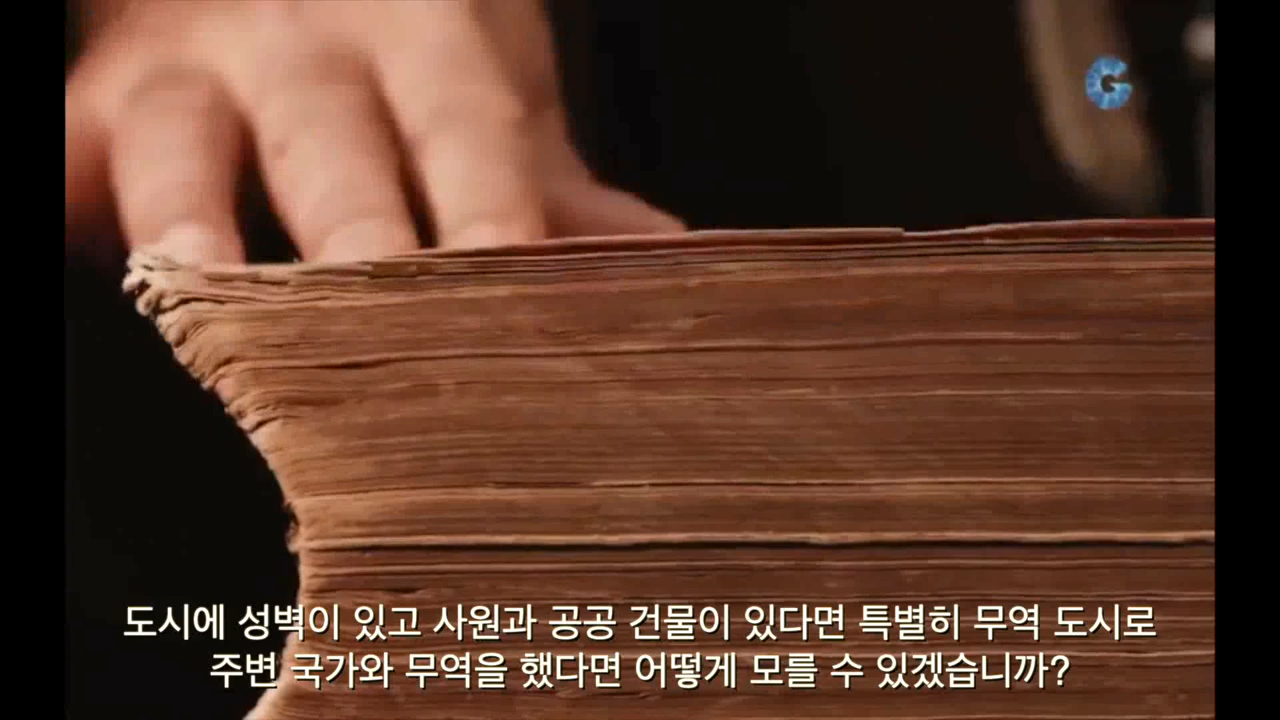 G
도시에 성벽이 있고 사원과 공공 건물이 있다면 특별히 무역 도시로
주변 국가와 무역을 했다면 어떻게 모를 수 있겠습니까?